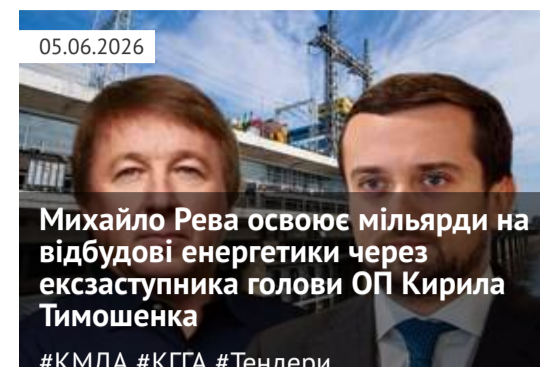 05.06.2026
Михайло Рева освоює мільярди на
відбудові енергетики через
ексзаступника голови ОП Кирила
Тимошенка
#КМДА #КГГА #Тендери